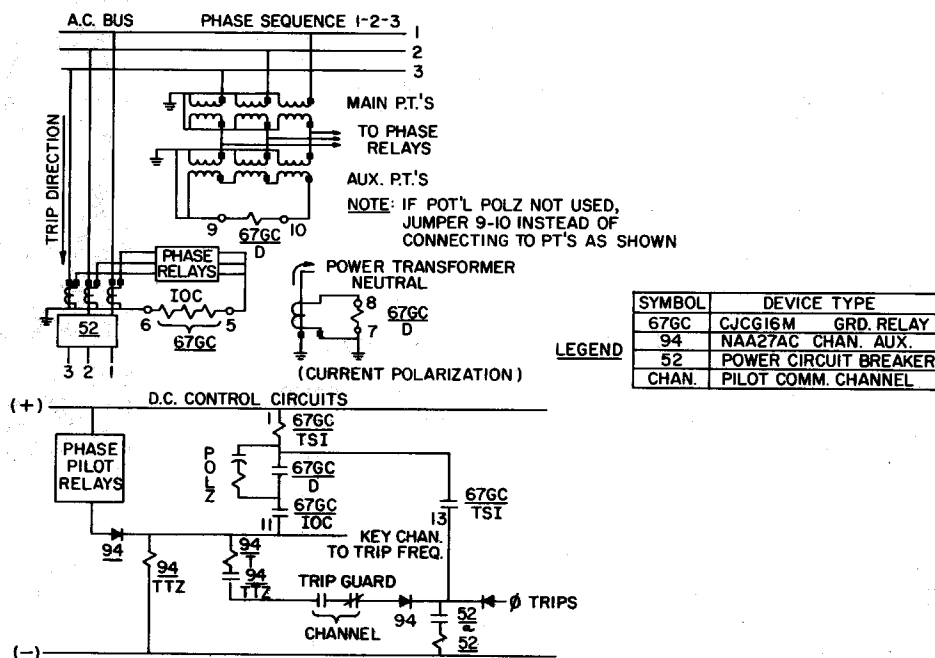 A.C. BUS PHASE SEQUENCE 1-2-3
1
2
3
MAIN P.T.'S
TO PHASE
RELAYS
AUX. P.T.'S
9 67GC 10
D
NOTE: IF POT'L POLZ NOT USED,
JUMPER 9-10 INSTEAD OF
CONNECTING TO PT'S AS SHOWN
TRIP DIRECTION
PHASE
RELAYS
IOC
6 5
67GC
52
3 2 1
POWER TRANSFORMER
NEUTRAL
8
67GC
D
7
(CURRENT POLARIZATION)
LEGEND
SYMBOL DEVICE TYPE
67GC CJCG16M GRD. RELAY
94 NAA27AC CHAN. AUX.
52 POWER CIRCUIT BREAKER
CHAN. PILOT COMM. CHANNEL
(+) D.C. CONTROL CIRCUITS
PHASE
PILOT
RELAYS
1 67GC
TSI
POLZ
67GC
D
67GC
IOC
11
67GC
TSI
13
KEY CHAN.
TO TRIP FREQ.
94
94
TTZ
94
T
94
TTZ
TRIP GUARD
CHANNEL
94
Ø TRIPS
52
52
(-)